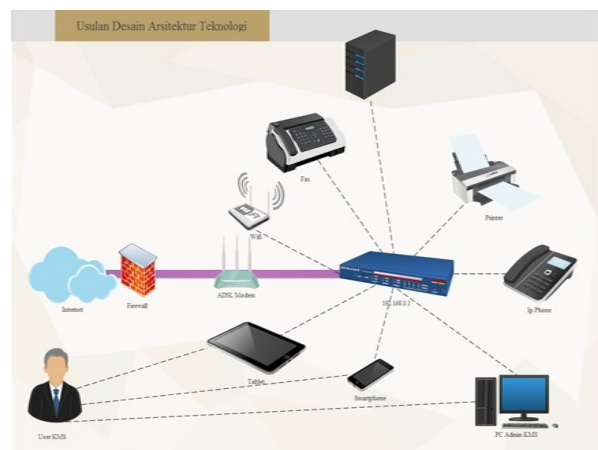 Usulan Desain Arsitektur Teknologi
Fax
Printer
Wifi
Internet
Firewall
ADSL Modem
192.168.0.1
Ip Phone
Tablet
Smartphone
User KMS
PC Admin KMS